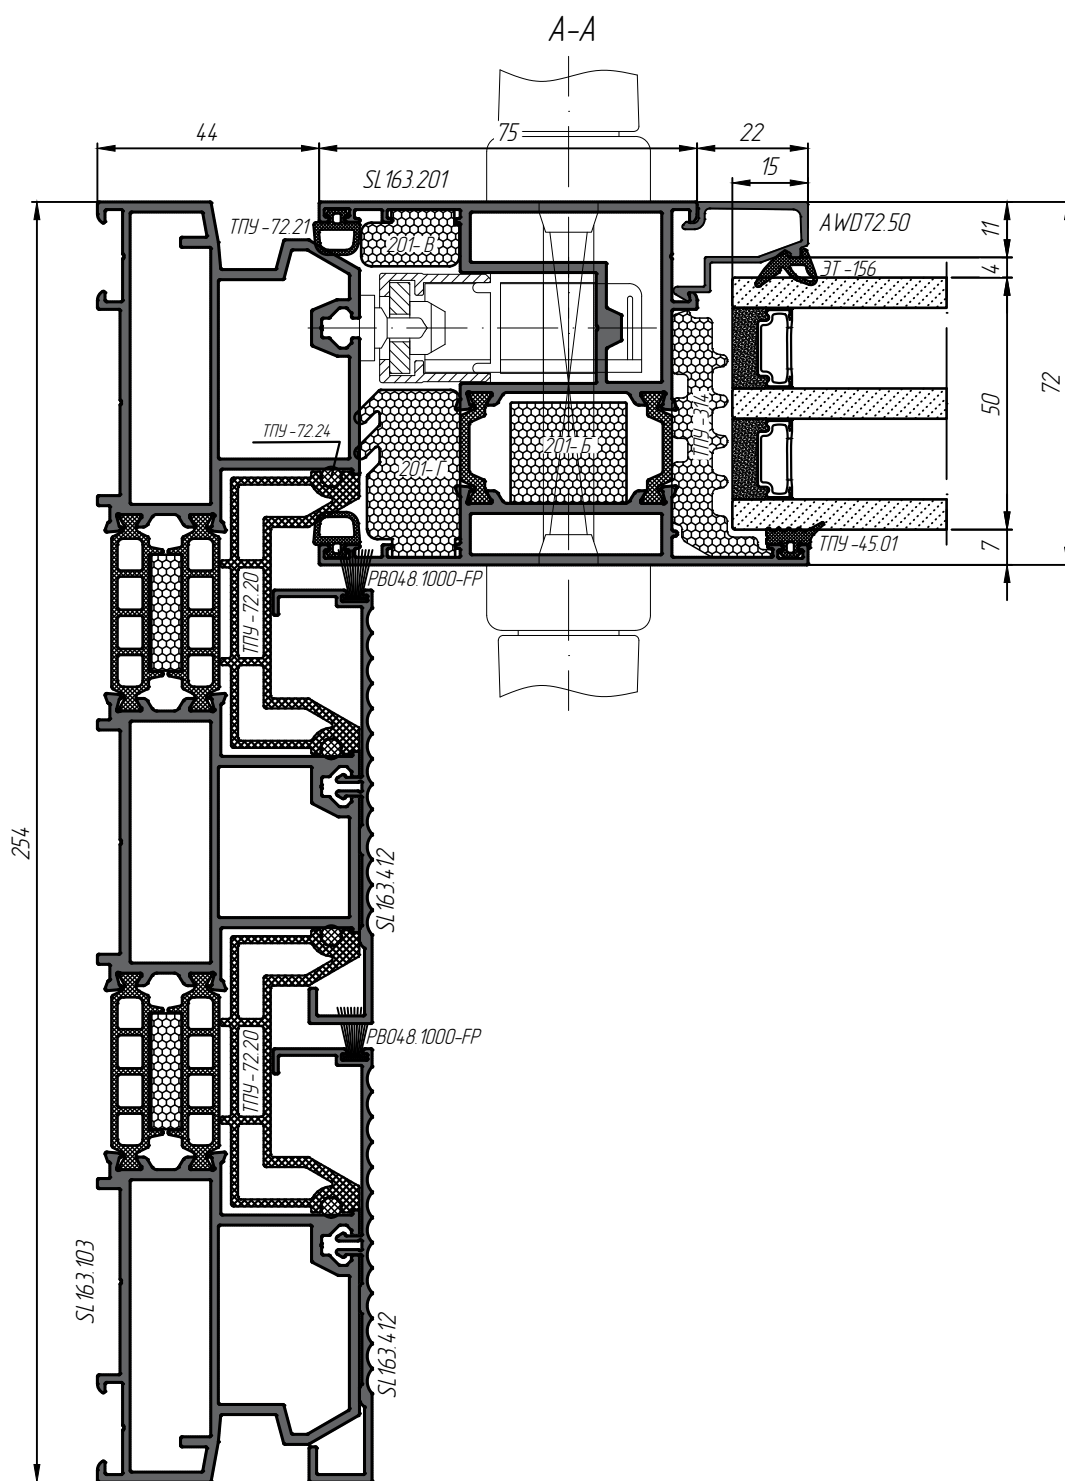 А-А
44
75
22
15
SL163.201
ТПУ-72.21
201-В
AWD72.50
11
ЭТ-156
4
50
72
ТПУ-72.24
201-Г
201-Б
ТПУ-314
ТПУ-45.01
7
PB048.1000-FP
ТПУ-72.20
254
SL163.412
PB048.1000-FP
ТПУ-72.20
SL163.103
SL163.412